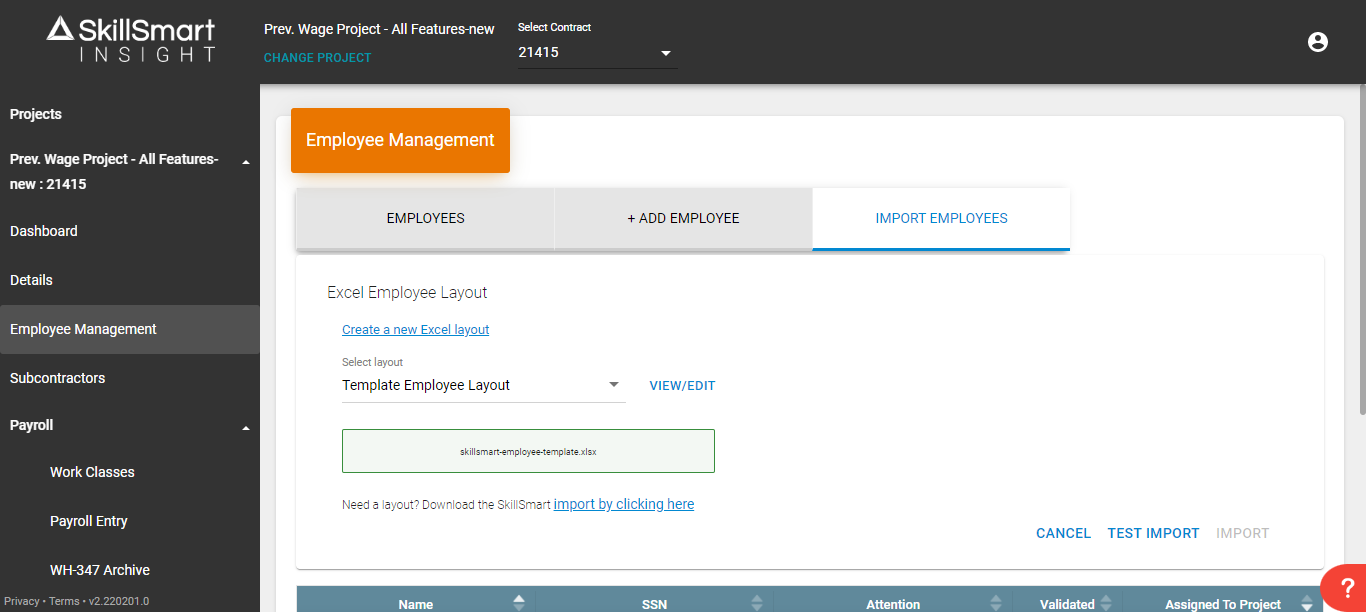 SkillSmart
INSIGHT
Prev. Wage Project - All Features-new
CHANGE PROJECT
Select Contract
21415
Projects
Prev. Wage Project - All Features-
new : 21415
Dashboard
Details
Employee Management
Subcontractors
Payroll
Work Classes
Payroll Entry
WH-347 Archive
Privacy • Terms • v2.220201.0
Employee Management
EMPLOYEES
+ ADD EMPLOYEE
IMPORT EMPLOYEES
Excel Employee Layout
Create a new Excel layout
Select layout
Template Employee Layout
VIEW/EDIT
skillsmart-employee-template.xlsx
Need a layout? Download the SkillSmart import by clicking here
CANCEL TEST IMPORT IMPORT
Name SSN Attention Validated Assigned To Project
?